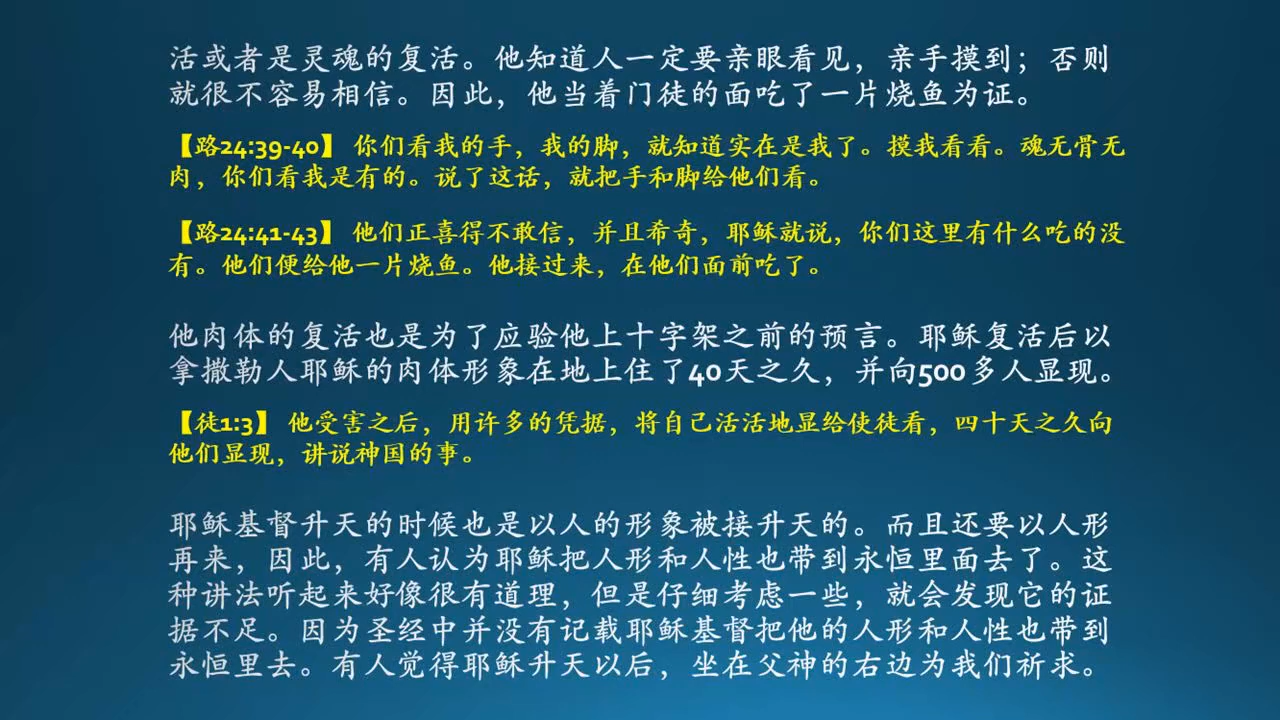 活或者是灵魂的复活。他知道人一定要亲眼看见，亲手摸到；否则
就很不容易相信。因此，他当着门徒的面吃了一片烧鱼为证。
【路24:39-40】 你们看我的手，我的脚，就知道实在是我了。摸我看看。魂无骨无
肉，你们看我是有的。说了这话，就把手和脚给他们看。
【路24:41-43】 他们正喜得不敢信，并且希奇，耶稣就说，你们这里有什么吃的没
有。他们便给他一片烧鱼。他接过来，在他们面前吃了。
他肉体的复活也是为了应验他上十字架之前的预言。耶稣复活后以
拿撒勒人耶稣的肉体形象在地上住了40天之久，并向500多人显现。
【徒1:3】 他受害之后，用许多的凭据，将自己活活地显给使徒看，四十天之久向
他们显现，讲说神国的事。
耶稣基督升天的时候也是以人的形象被接升天的。而且还要以人形
再来，因此，有人认为耶稣把人形和人性也带到永恒里面去了。这
种讲法听起来好像很有道理，但是仔细考虑一些，就会发现它的证
据不足。因为圣经中并没有记载耶稣基督把他的人形和人性也带到
永恒里去。有人觉得耶稣升天以后，坐在父神的右边为我们祈求。